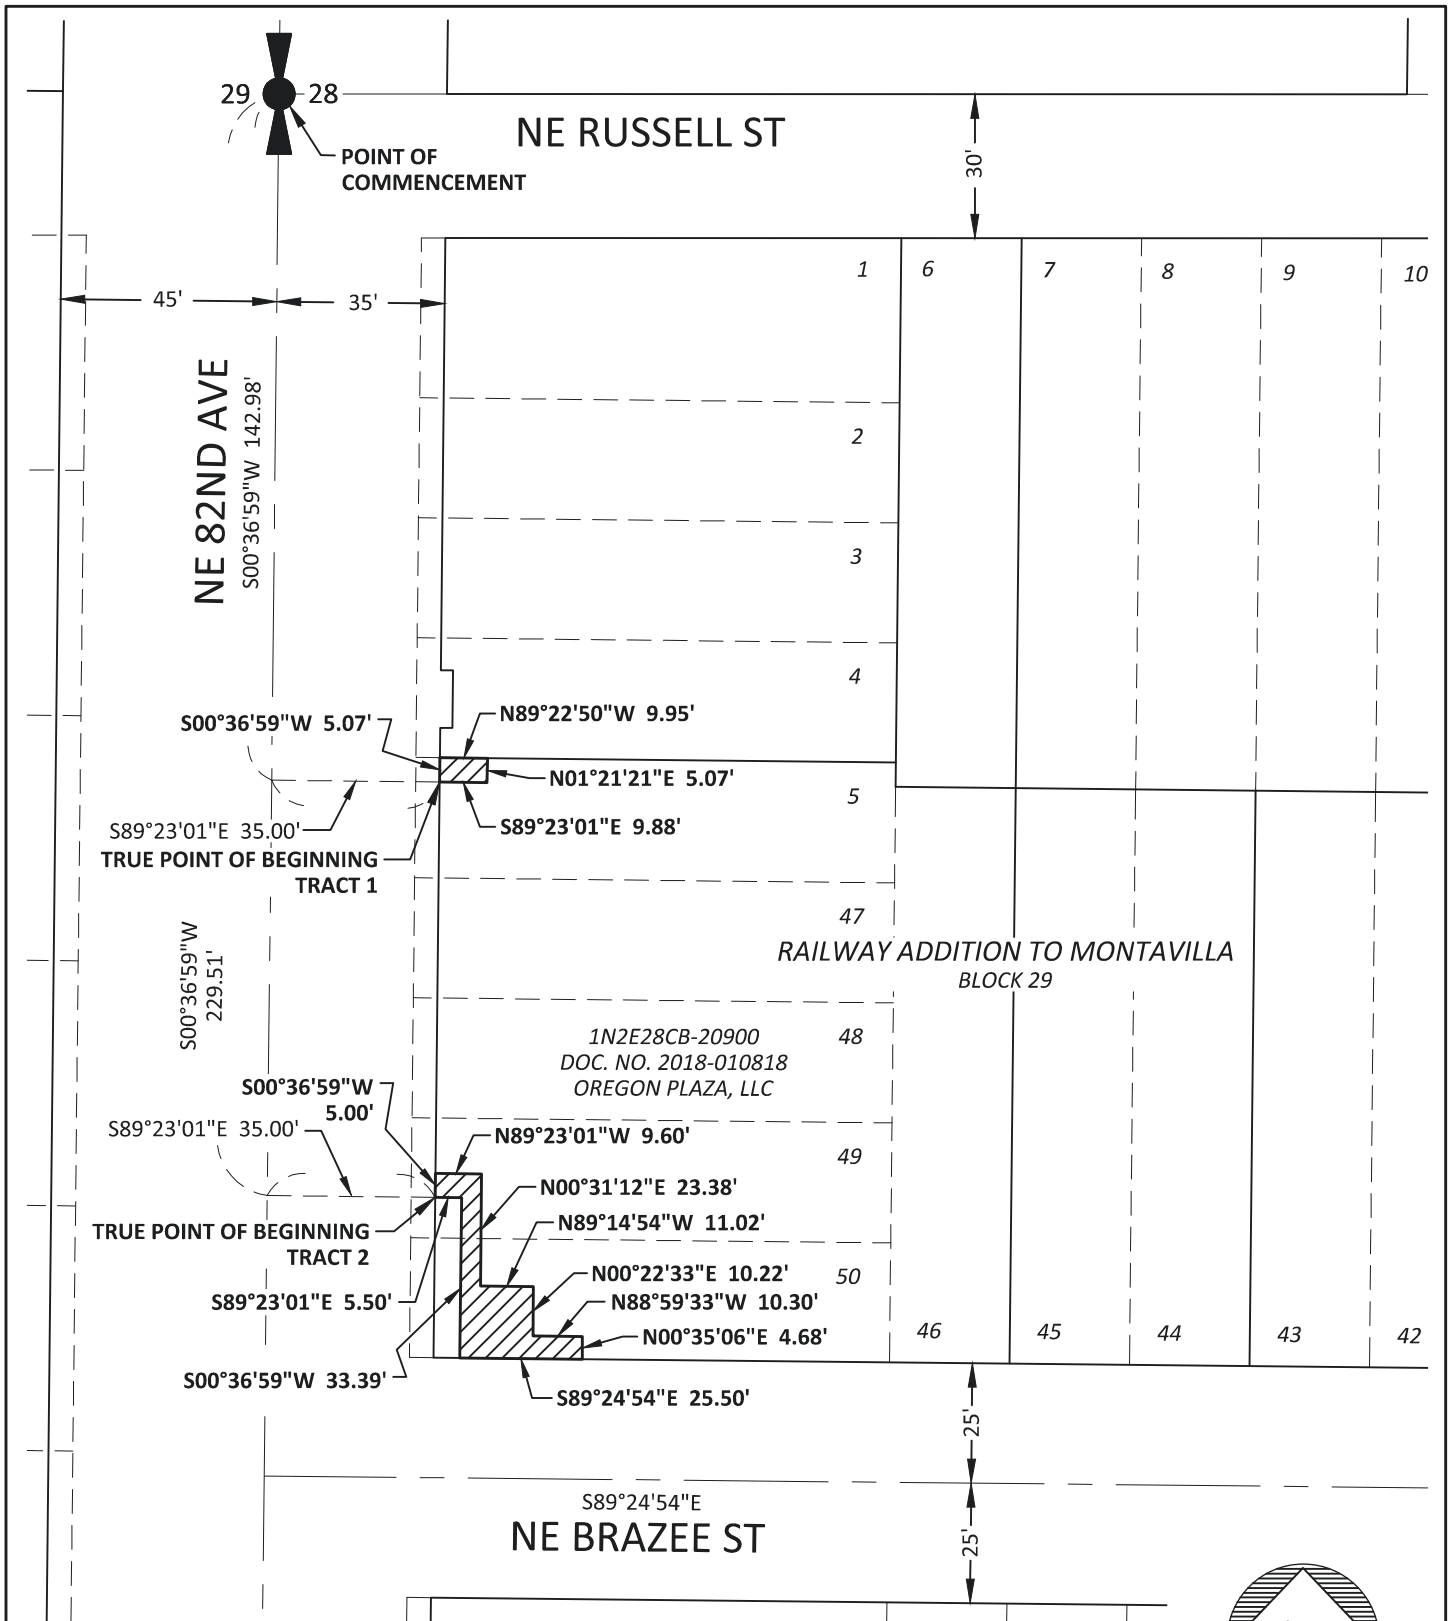 29 28
POINT OF
COMMENCEMENT
NE RUSSELL ST
30'
45'
35'
1
6
7
8
9
10
NE 82ND AVE
S00°36'59"W 142.98'
2
3
4
S00°36'59"W 5.07'
N89°22'50"W 9.95'
N01°21'21"E 5.07'
5
S89°23'01"E 9.88'
S89°23'01"E 35.00'
TRUE POINT OF BEGINNING
TRACT 1
47
RAILWAY ADDITION TO MONTAVILLA
BLOCK 29
S00°36'59"W
229.51'
1N2E28CB-20900
DOC. NO. 2018-010818
OREGON PLAZA, LLC
48
S00°36'59"W
5.00'
S89°23'01"E 35.00'
N89°23'01"W 9.60'
49
N00°31'12"E 23.38'
N89°14'54"W 11.02'
TRUE POINT OF BEGINNING
TRACT 2
N00°22'33"E 10.22'
50
S89°23'01"E 5.50'
N88°59'33"W 10.30'
N00°35'06"E 4.68'
46
45
44
43
42
S00°36'59"W 33.39'
S89°24'54"E 25.50'
25'
S89°24'54"E
NE BRAZEE ST
25'